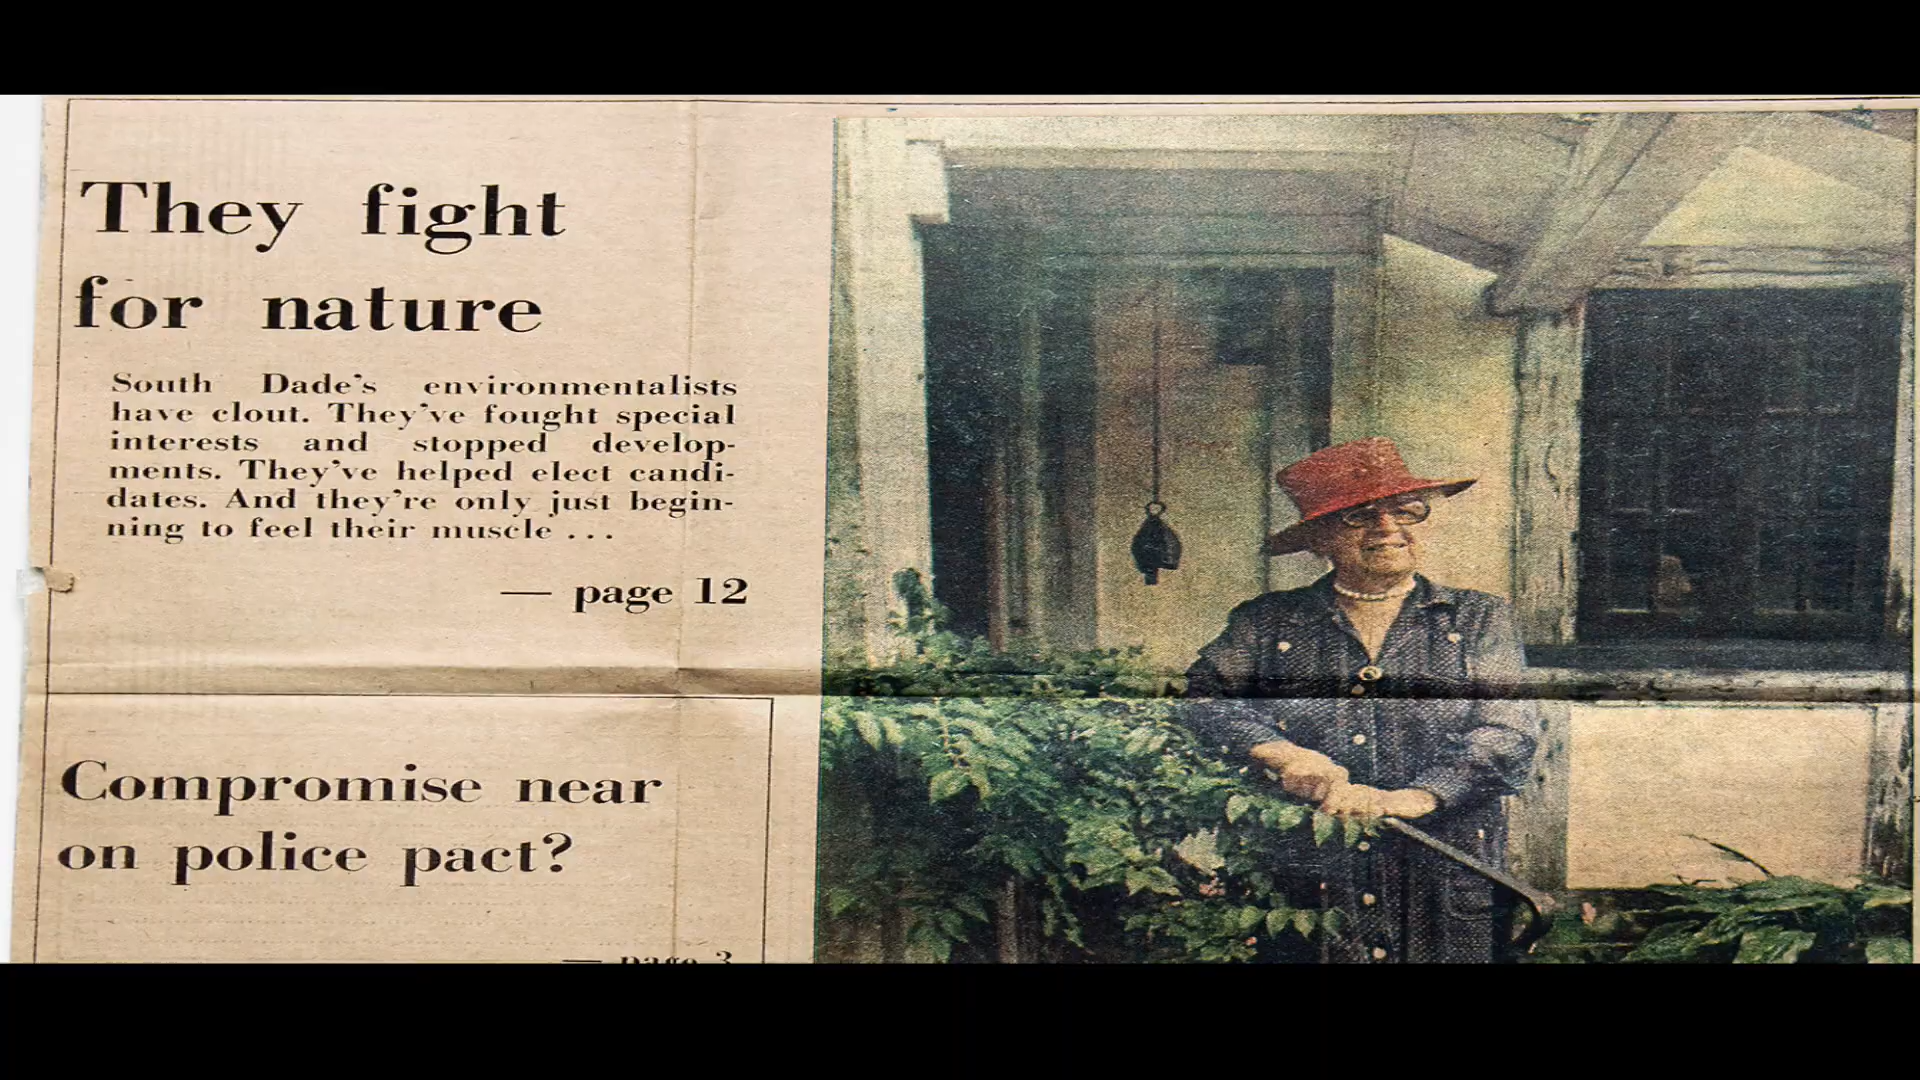 They fight
for nature
South Dade's environmentalists
have clout. They've fought special
interests and stopped develop-
ments. They've helped elect candi-
dates. And they're only just begin-
ning to feel their muscle ...
— page 12
Compromise near
on police pact?
— page 3